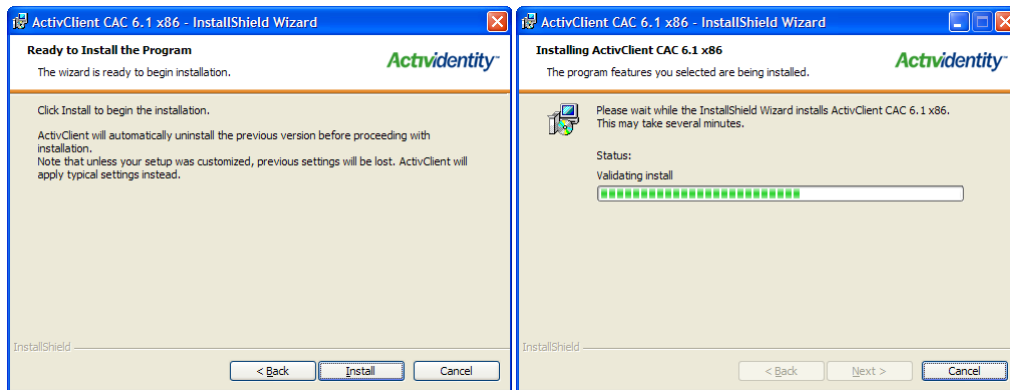 ActivClient CAC 6.1 x86 - InstallShield Wizard
Ready to Install the Program
The wizard is ready to begin installation.
Actividentity
Click Install to begin the installation.
ActivClient will automatically uninstall the previous version before proceeding with
installation.
Note that unless your setup was customized, previous settings will be lost. ActivClient will
apply typical settings instead.
InstallShield
< Back
Install
Cancel
ActivClient CAC 6.1 x86 - InstallShield Wizard
Installing ActivClient CAC 6.1 x86
The program features you selected are being installed.
Actividentity
Please wait while the InstallShield Wizard installs ActivClient CAC 6.1 x86.
This may take several minutes.
Status:
Validating install
InstallShield
< Back
Next >
Cancel